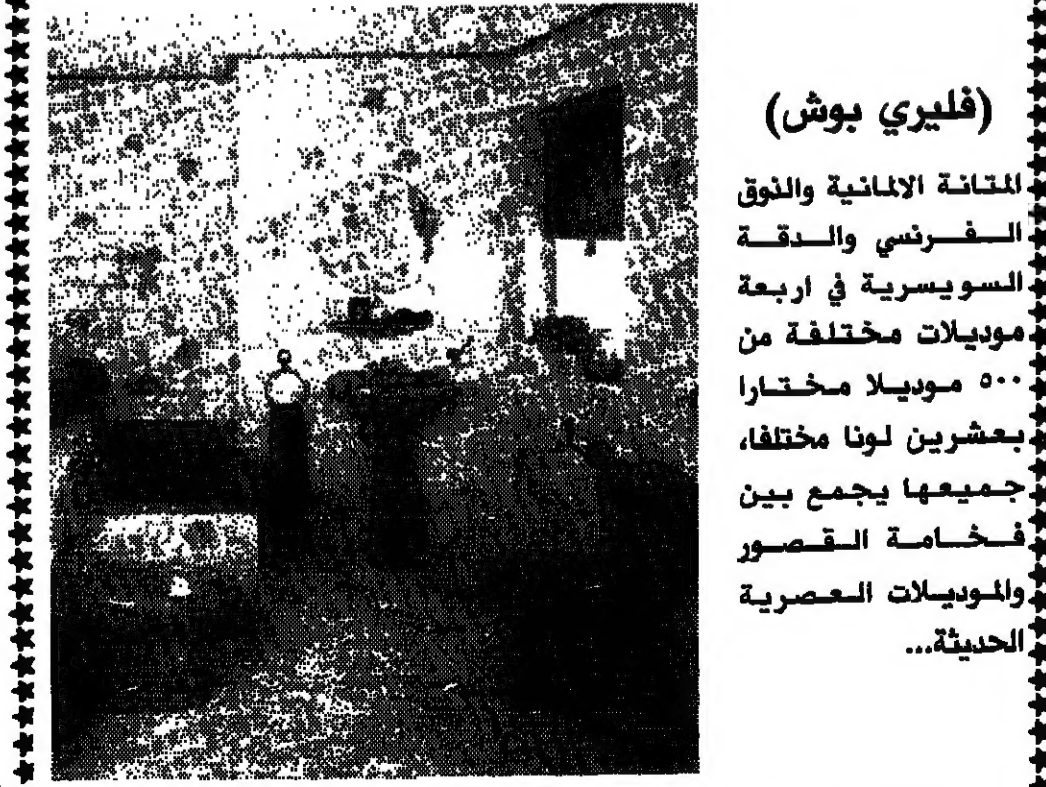 (فليري بوش)
المتانة الالمانية والذوق
الفرنسي والدقة
السويسرية في اربعة
موديلات مختلفة من
٥٠٠ موديلا مختارا
بعشرين لونا مختلفا،
جميعها يجمع بين
فخامة القصور
والموديلات العصرية
الحديثة...